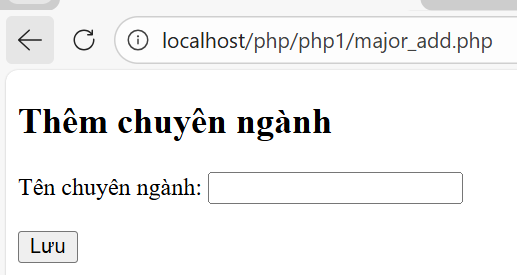 localhost/php/php1/major_add.php
Thêm chuyên ngành
Tên chuyên ngành:
Lưu